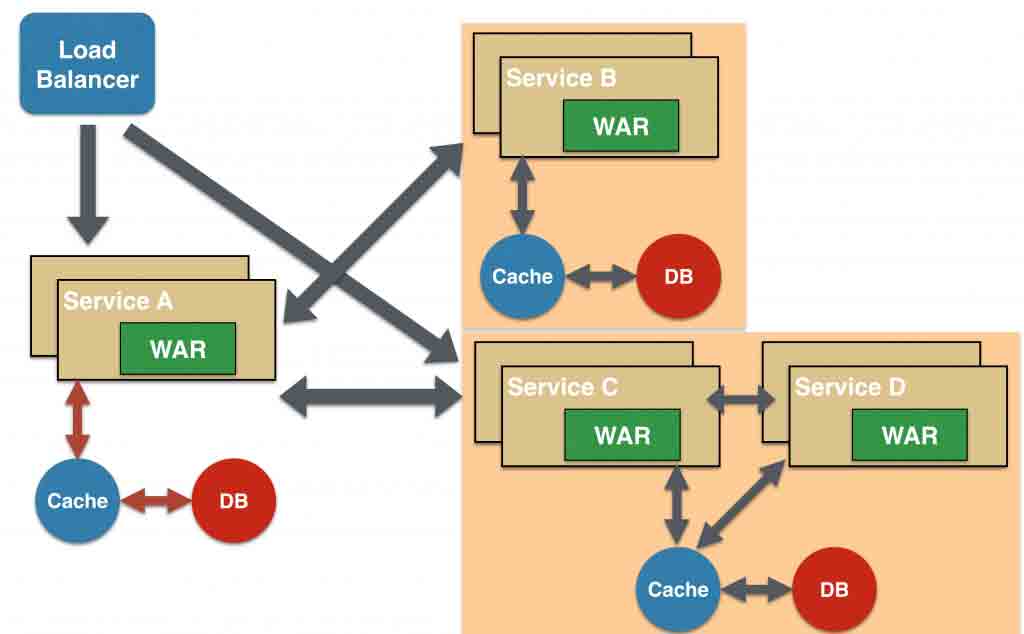 Load
Balancer
Service A
WAR
Cache
DB
Service B
WAR
Cache
DB
Service C
WAR
Service D
WAR
Cache
DB